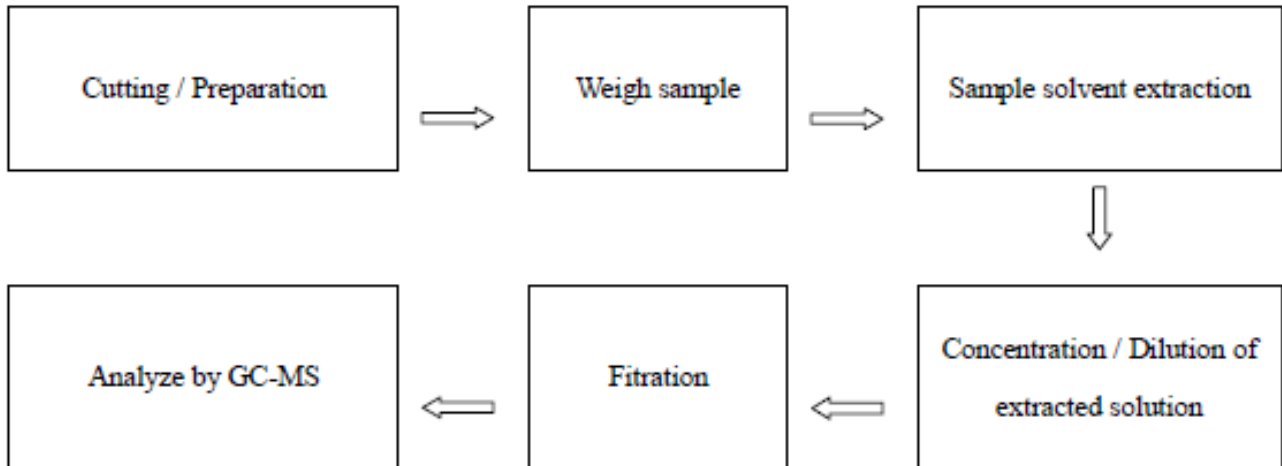 Cutting / Preparation
Weigh sample
Sample solvent extraction
Concentration / Dilution of
extracted solution
Fitration
Analyze by GC-MS